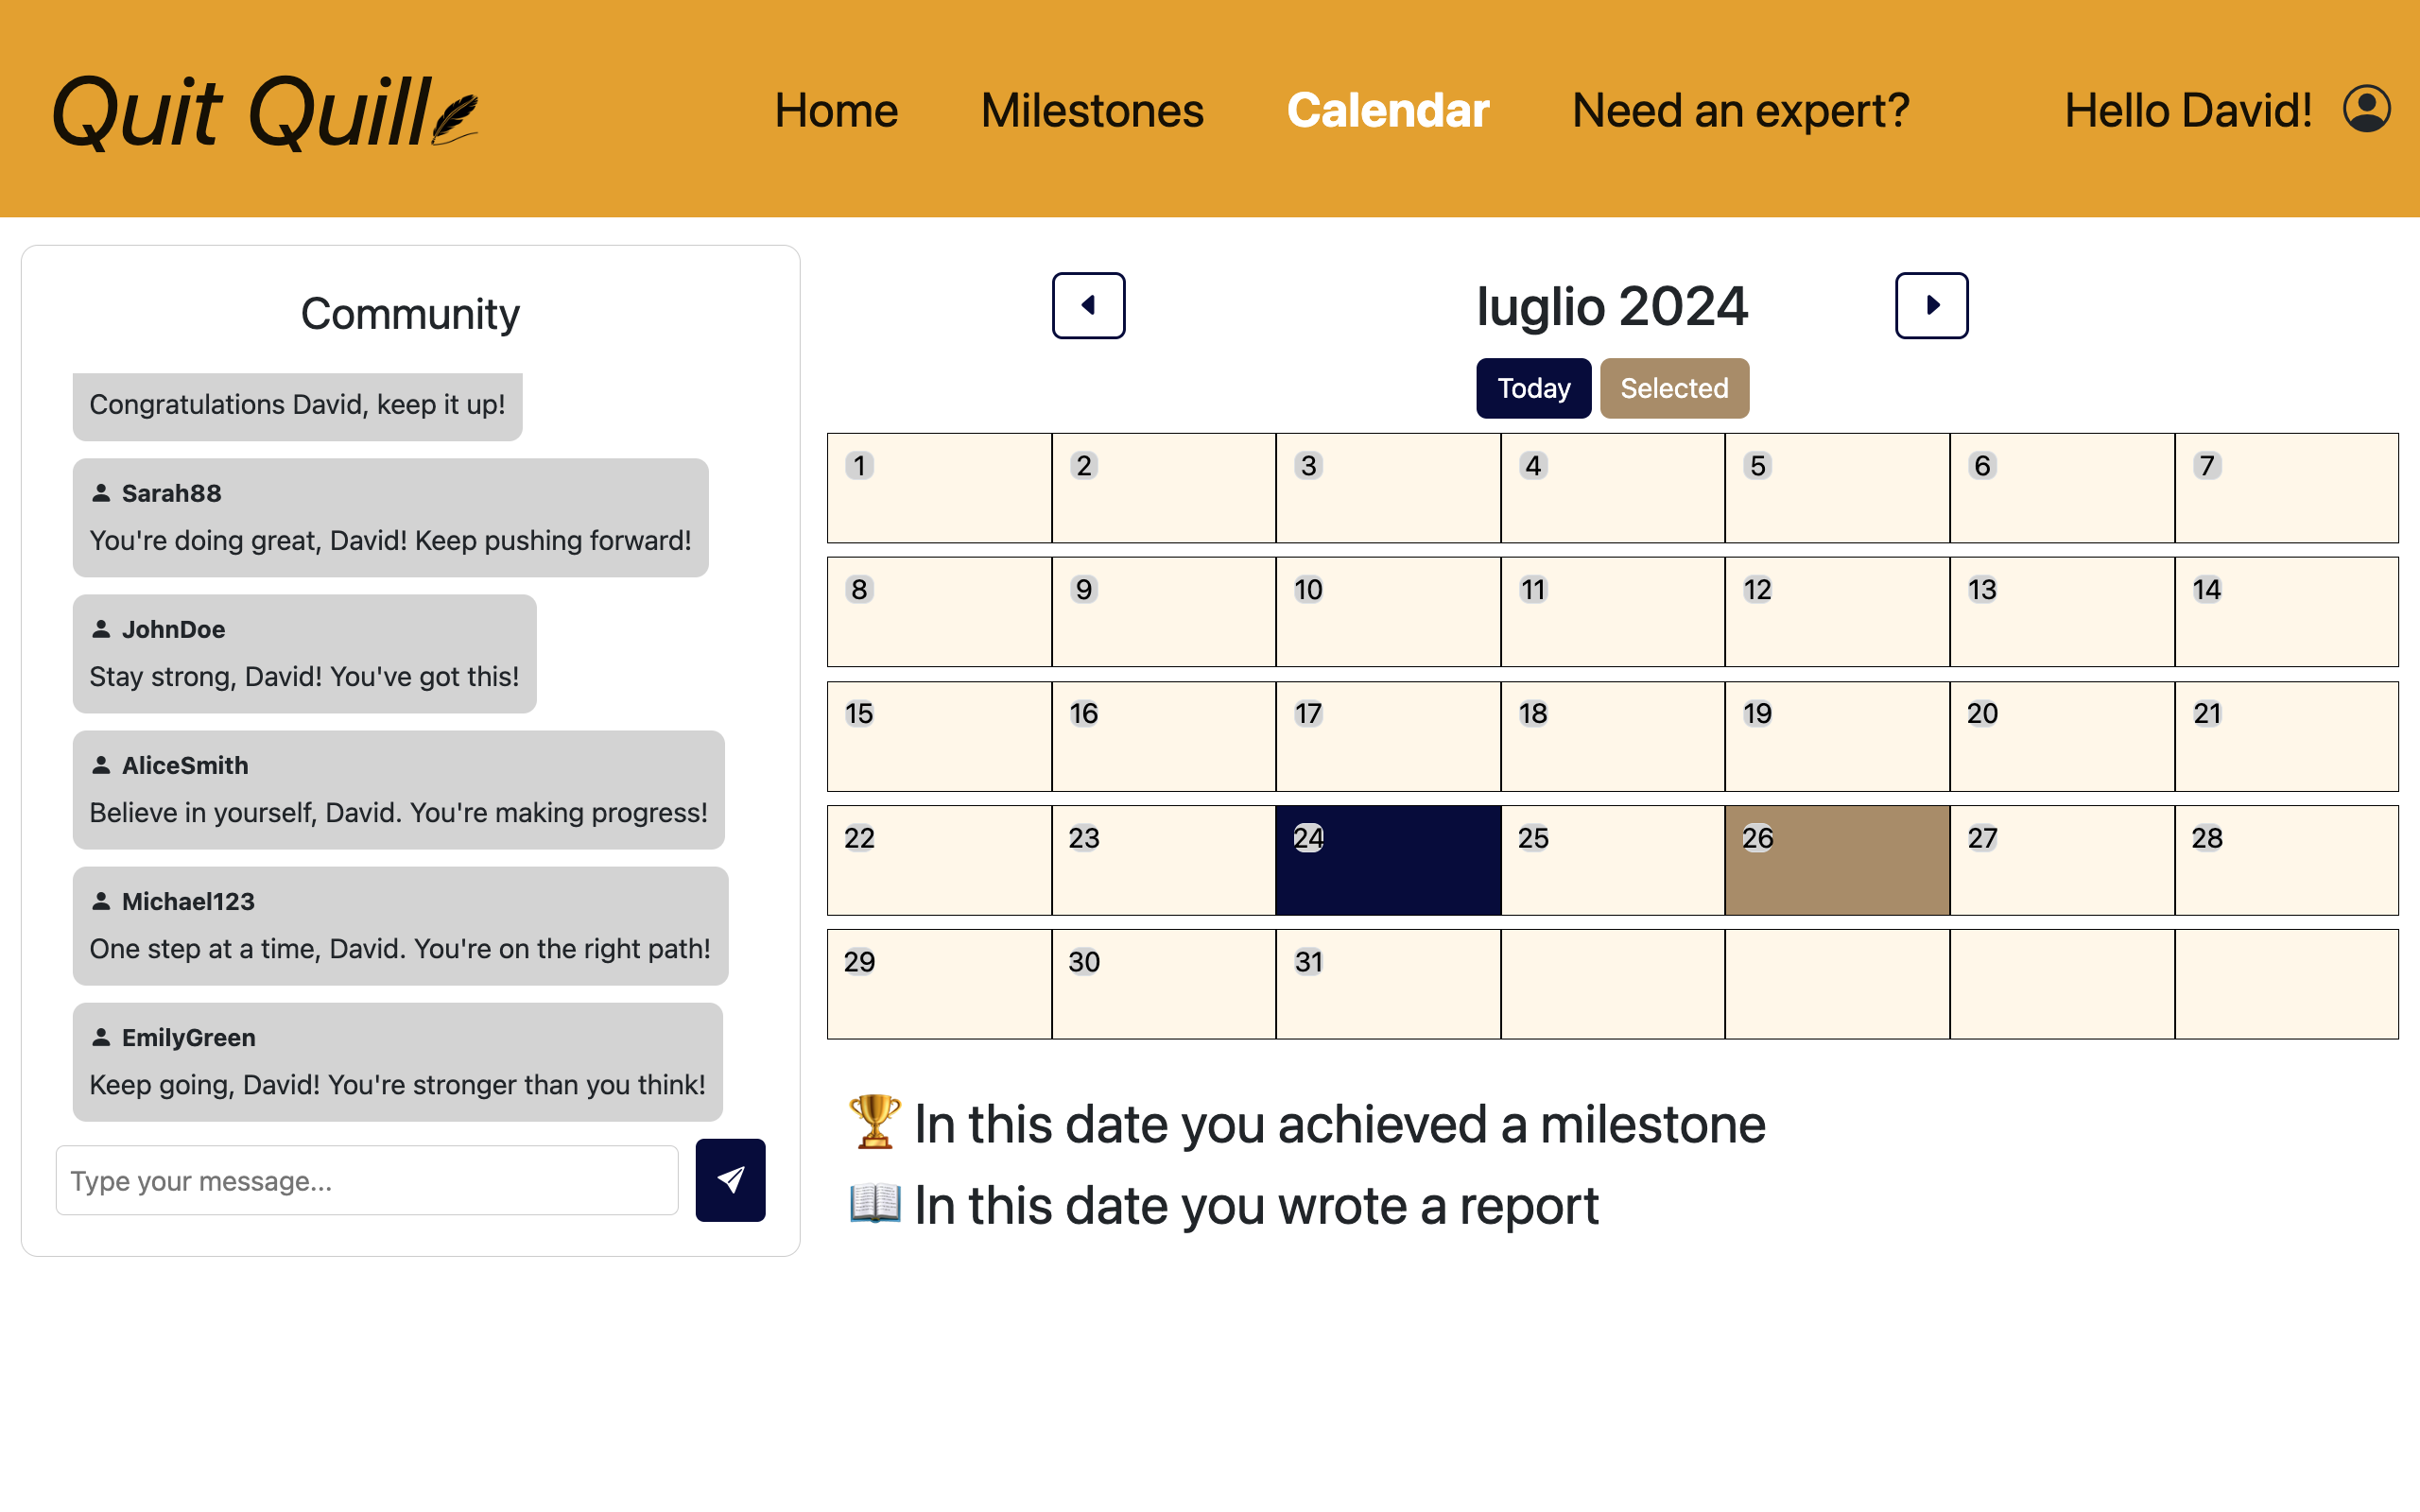 Quit Quill
Home Milestones Calendar Need an expert? Hello David!
Community
Congratulations David, keep it up!
Sarah88
You're doing great, David! Keep pushing forward!
JohnDoe
Stay strong, David! You've got this!
AliceSmith
Believe in yourself, David. You're making progress!
Michael123
One step at a time, David. You're on the right path!
EmilyGreen
Keep going, David! You're stronger than you think!
Type your message...
luglio 2024
Today Selected
1 2 3 4 5 6 7
8 9 10 11 12 13 14
15 16 17 18 19 20 21
22 23 24 25 26 27 28
29 30 31
In this date you achieved a milestone
In this date you wrote a report